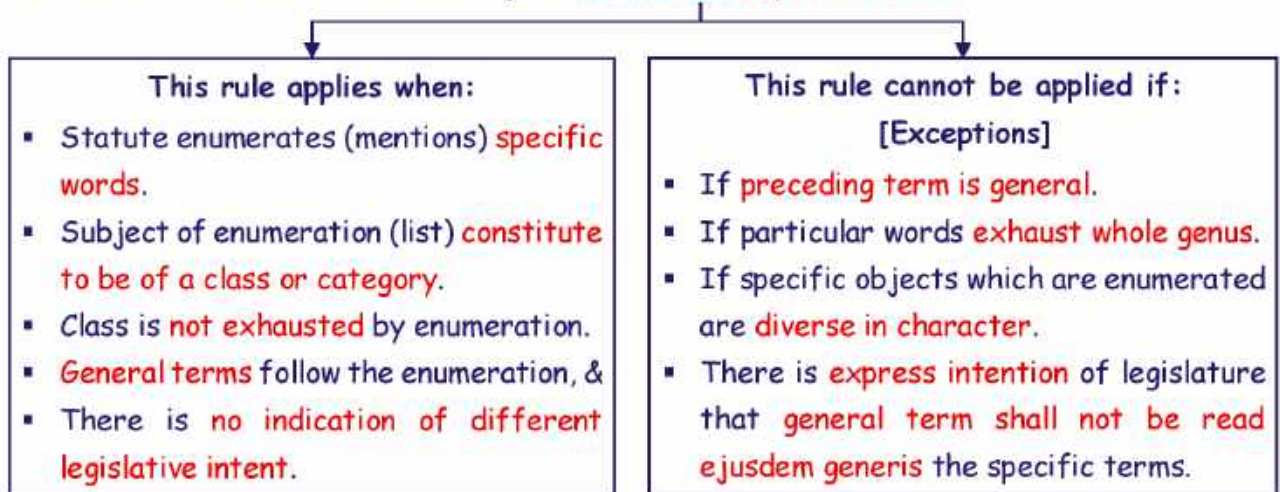 This rule applies when:
▪ Statute enumerates (mentions) specific
words.
▪ Subject of enumeration (list) constitute
to be of a class or category.
▪ Class is not exhausted by enumeration.
▪ General terms follow the enumeration, &
▪ There is no indication of different
legislative intent.
This rule cannot be applied if:
[Exceptions]
▪ If preceding term is general.
▪ If particular words exhaust whole genus.
▪ If specific objects which are enumerated
are diverse in character.
▪ There is express intention of legislature
that general term shall not be read
ejusdem generis the specific terms.